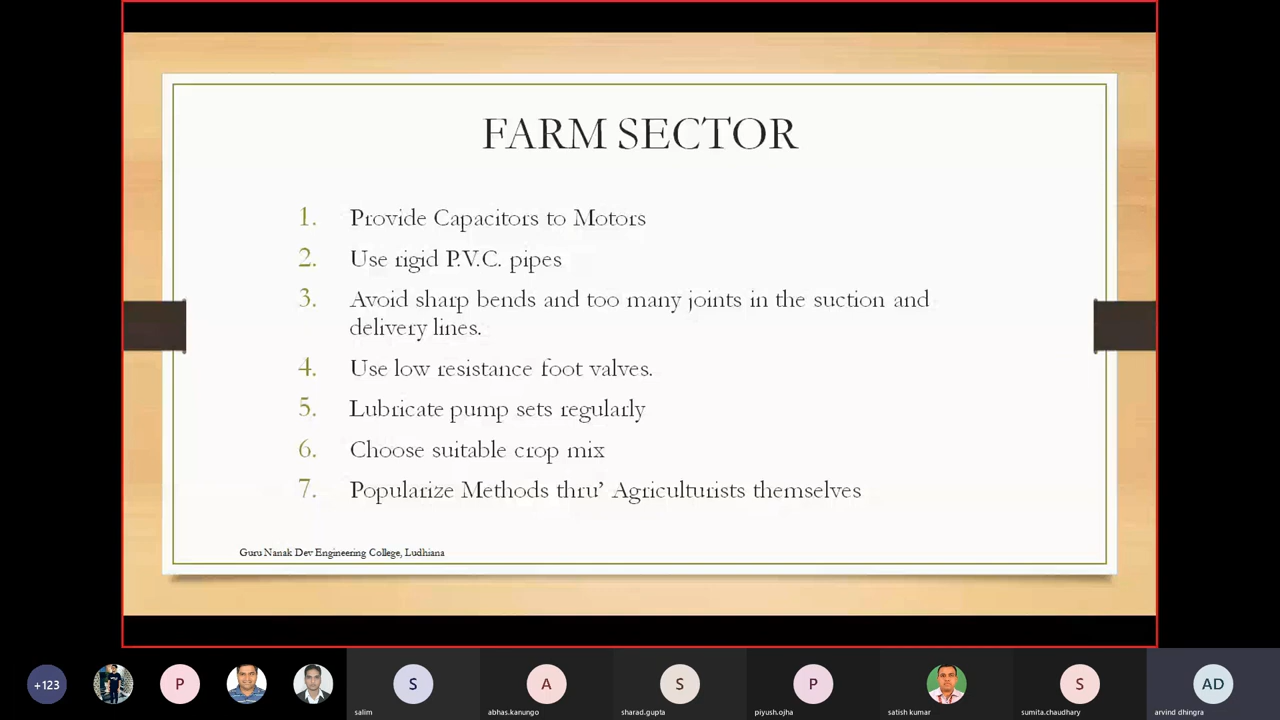 FARM SECTOR
1. Provide Capacitors to Motors
2. Use rigid P.V.C. pipes
3. Avoid sharp bends and too many joints in the suction and
delivery lines.
4. Use low resistance foot valves.
5. Lubricate pump sets regularly
6. Choose suitable crop mix
7. Popularize Methods thru’ Agriculturists themselves
Guru Nanak Dev Engineering College, Ludhiana
+123
P
S
A
S
P
S
AD
salim
abhas.kanungo
sharad.gupta
piyush.ojha
satish kumar
sumita.chaudhary
arvind dhingra